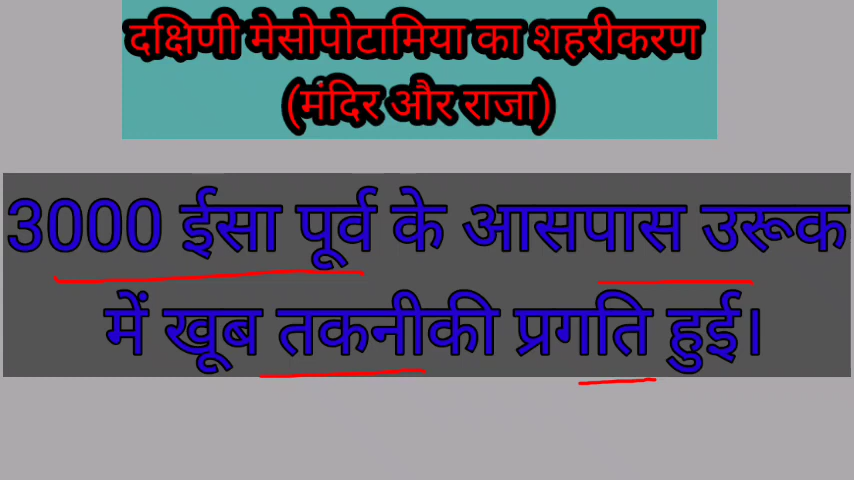 दक्षिणी मेसोपोटामिया का शहरीकरण
(मंदिर और राजा)
3000 ईसा पूर्व के आसपास उरूक
में खूब तकनीकी प्रगति हुई।